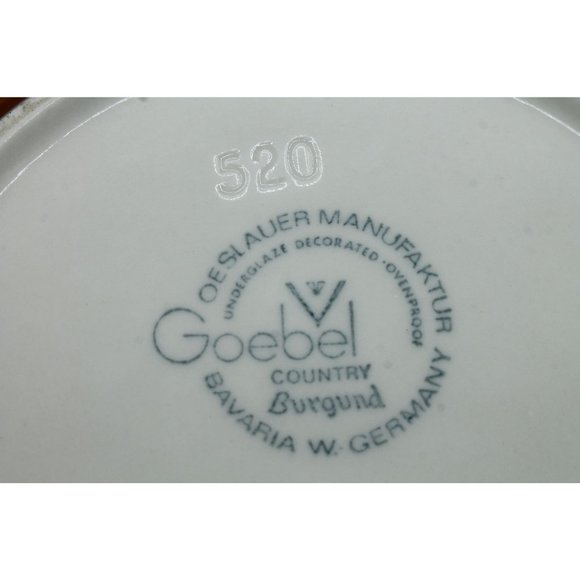 520
OESLAUER MANUFAKTUR
UNDERGLAZE DECORATED · OVENPROOF
Goebel
COUNTRY
Burgund
BAVARIA W. GERMANY